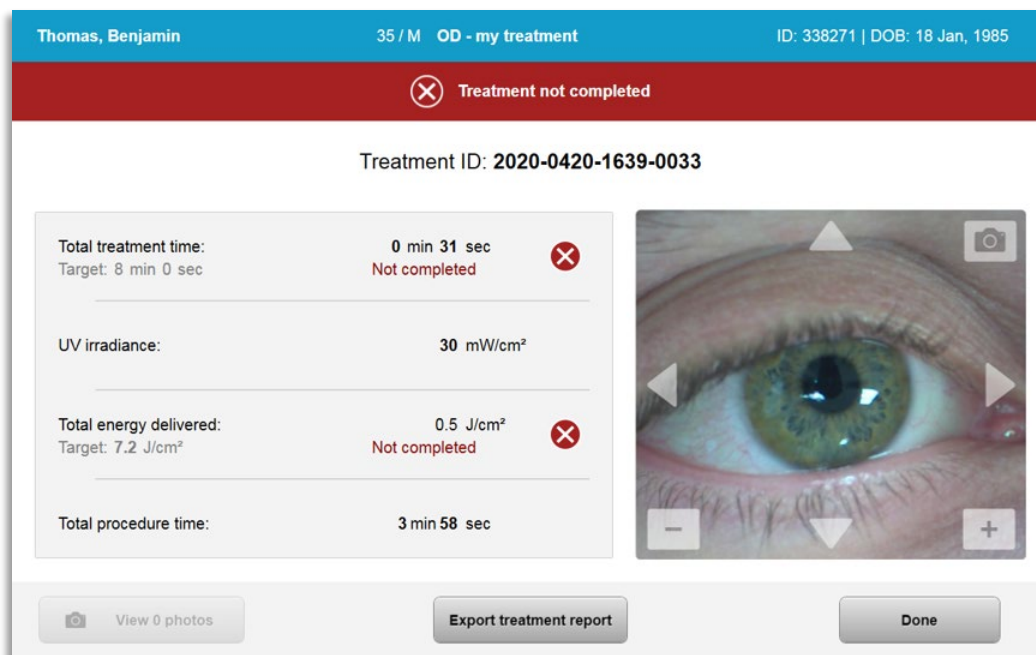 Thomas, Benjamin 35 / M OD - my treatment ID: 338271 | DOB: 18 Jan, 1985
Treatment not completed
Treatment ID: 2020-0420-1639-0033
Total treatment time: 0 min 31 sec
Target: 8 min 0 sec Not completed
UV irradiance: 30 mW/cm²
Total energy delivered: 0.5 J/cm²
Target: 7.2 J/cm² Not completed
Total procedure time: 3 min 58 sec
View 0 photos Export treatment report Done